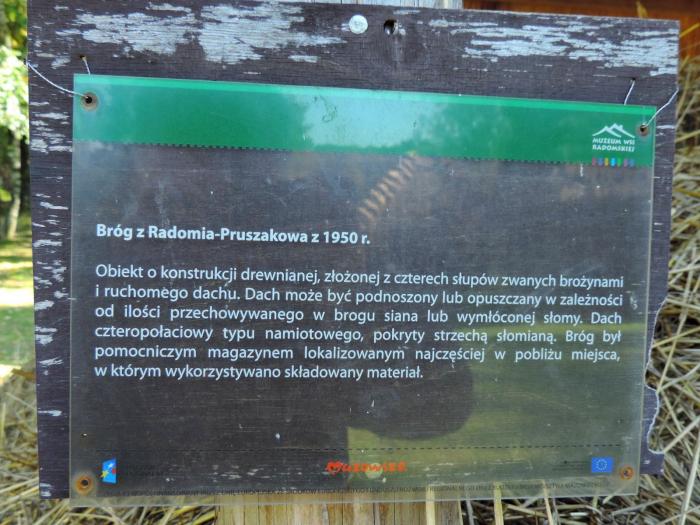 MUZEUM WSI
RADOMSKIEJ
Bróg z Radomia-Pruszakowa z 1950 r.
Obiekt o konstrukcji drewnianej, złożonej z czterech słupów zwanych brożynami
i ruchomego dachu. Dach może być podnoszony lub opuszczany w zależności
od ilości przechowywanego w brogu siana lub wymłóconej słomy. Dach
czteropołaciowy typu namiotowego, pokryty strzechą słomianą. Bróg był
pomocniczym magazynem lokalizowanym najczęściej w pobliżu miejsca,
w którym wykorzystywano składowany materiał.
Mazowsze